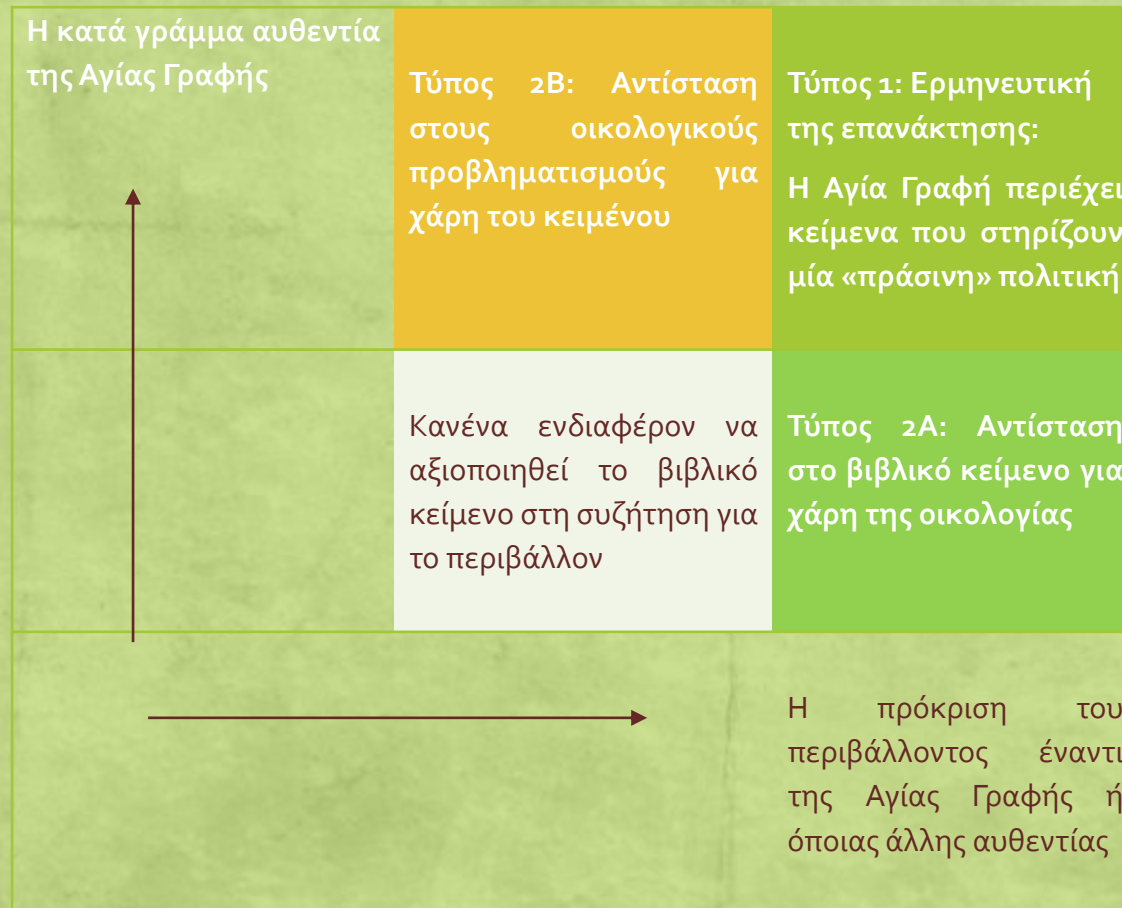 Η κατά γράμμα αυθεντία
της Αγίας Γραφής
Τύπος 2Β: Αντίσταση
στους οικολογικούς
προβληματισμούς για
χάρη του κειμένου
Τύπος 1: Ερμηνευτική
της επανάκτησης:
Η Αγία Γραφή περιέχει
κείμενα που στηρίζουν
μία «πράσινη» πολιτική
Κανένα ενδιαφέρον να
αξιοποιηθεί το βιβλικό
κείμενο στη συζήτηση για
το περιβάλλον
Τύπος 2Α: Αντίσταση
στο βιβλικό κείμενο για
χάρη της οικολογίας
Η πρόκριση του
περιβάλλοντος έναντι
της Αγίας Γραφής ή
όποιας άλλης αυθεντίας